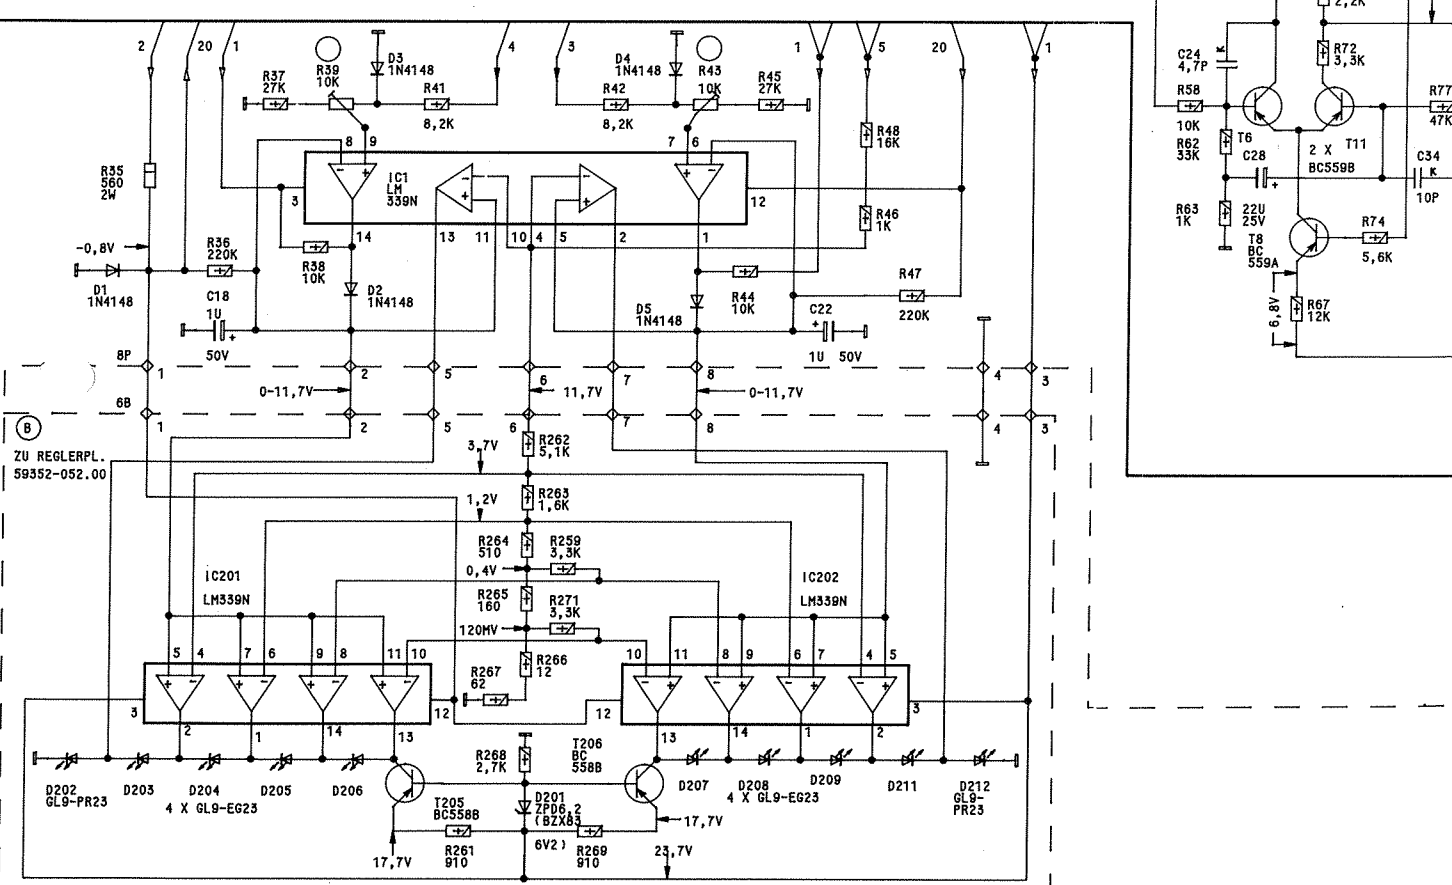 2
20
1
4
3
1
5
20
1
2,2K
R37
27K
R39
10K
D3
1N4148
R41
8,2K
R42
8,2K
D4
1N4148
R43
10K
R45
27K
R48
16K
C24
4,7P
K
R72
3,3K
R58
10K
R77
47K
T6
R62
33K
C28
+
22U
25V
R63
1K
2 X
BC559B
T11
C34
K
10P
R74
5,6K
T8
BC
559A
6,8V
R67
12K
R35
560
2W
8
9
7
6
IC1
LM
339N
3
12
14
13
11
10
4
5
2
1
R46
1K
-0,8V
R36
220K
R38
10K
D1
1N4148
D2
1N4148
C18
1U
+
50V
R44
10K
R47
220K
D5
1N4148
C22
+
1U
50V
8P
1
2
5
6
7
8
4
3
0-11,7V
11,7V
0-11,7V
6B
1
2
5
6
7
8
4
3
B
ZU REGLERPL.
59352-052.00
R262
5,1K
3,7V
R263
1,6K
1,2V
R264
510
R259
3,3K
0,4V
R265
160
R271
3,3K
120MV
R266
12
R267
62
IC201
LM339N
IC202
LM339N
5
4
7
6
9
8
11
10
10
11
8
9
6
7
4
5
3
12
12
3
2
1
14
13
13
14
1
2
R268
2,7K
T206
BC
558B
D202
GL9-PR23
D203
D204
D205
D206
4 X GL9-EG23
D207
D208
D209
D211
4 X GL9-EG23
D212
GL9-
PR23
T205
BC558B
D201
ZPD6,2
(BZX83
6V2)
17,7V
17,7V
R261
910
R269
910
23,7V